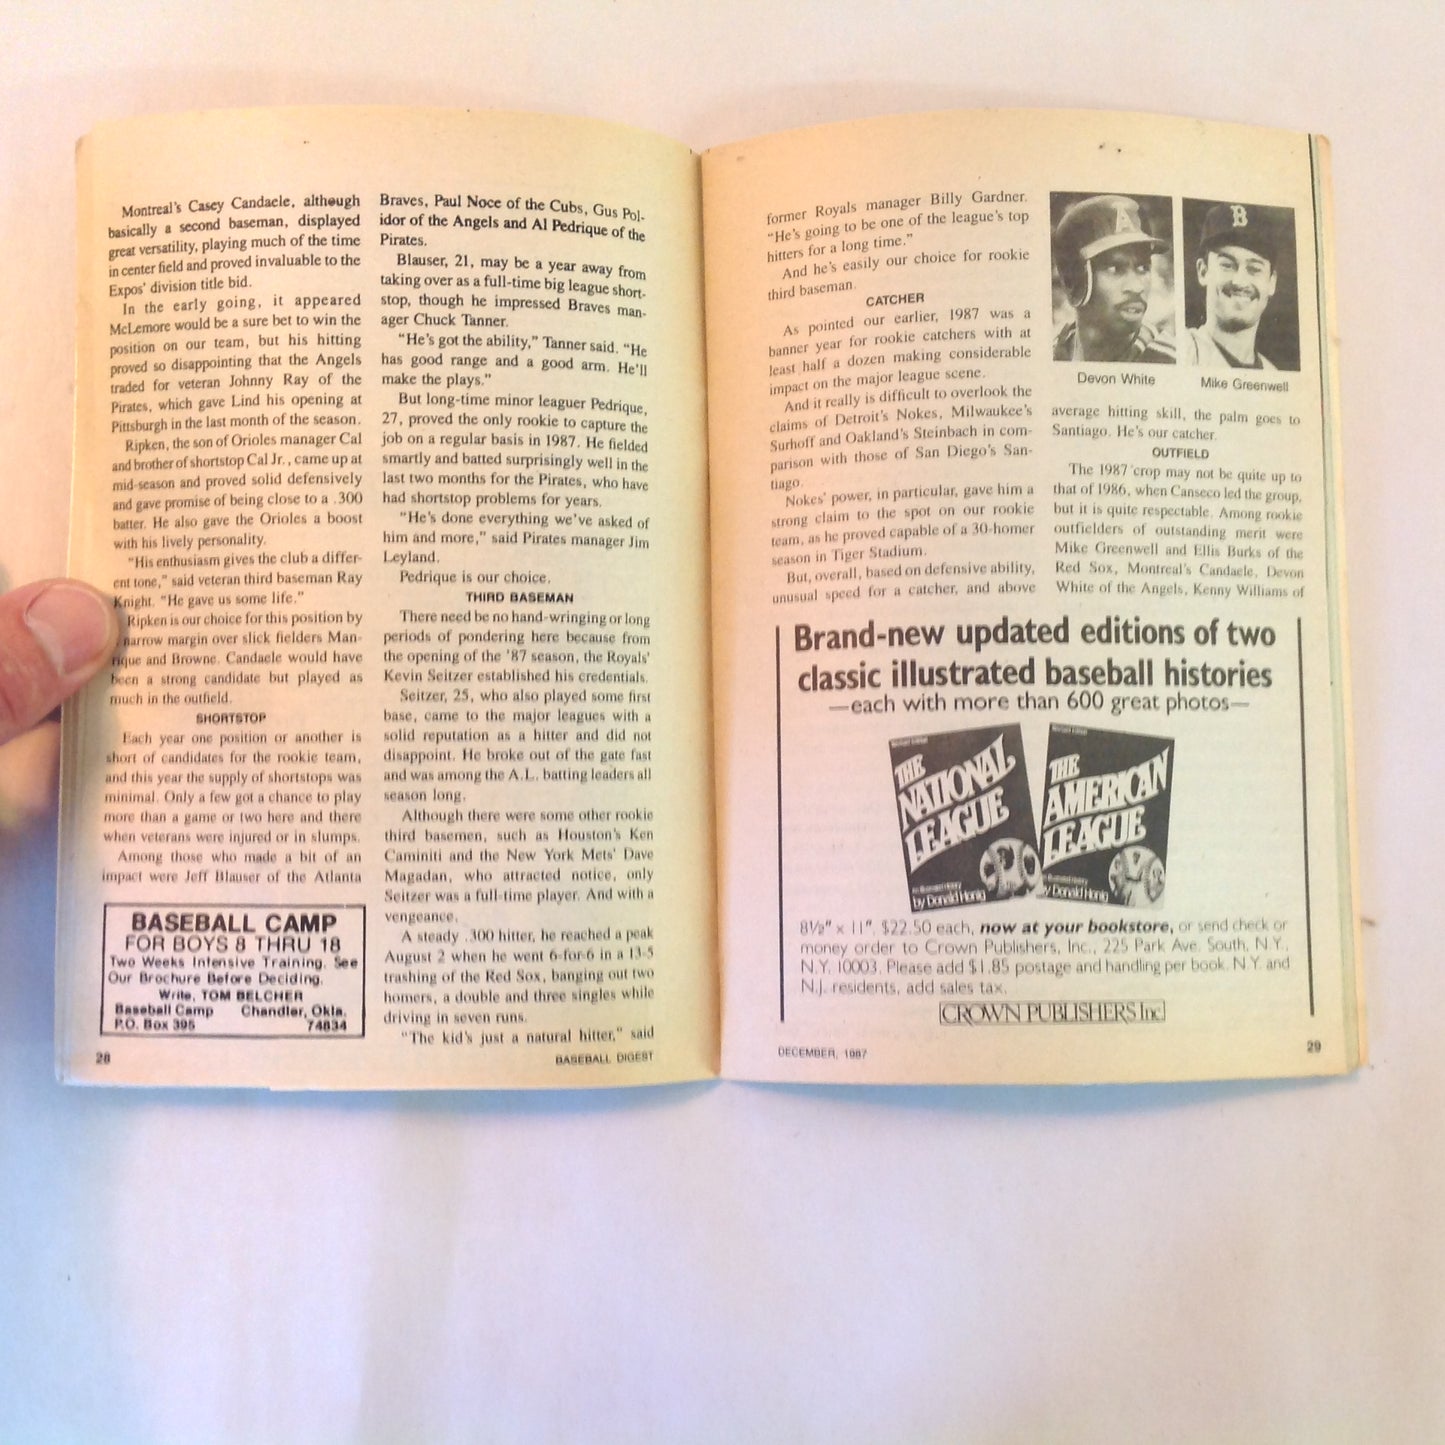 Montreal's Casey Candaele, although
basically a second baseman, displayed
great versatility, playing much of the time
in center field and proved invaluable to the
Expos' division title bid.
In the early going, it appeared
McLemore would be a sure bet to win the
position on our team, but his hitting
proved so disappointing that the Angels
traded for veteran Johnny Ray of the
Pirates, which gave Lind his opening at
Pittsburgh in the last month of the season.
Ripken, the son of Orioles manager Cal
and brother of shortstop Cal Jr., came up at
mid-season and proved solid defensively
and gave promise of being close to a .300
batter. He also gave the Orioles a boost
with his lively personality.
"His enthusiasm gives the club a differ-
ent tone," said veteran third baseman Ray
Knight. "He gave us some life."
Ripken is our choice for this position by
narrow margin over slick fielders Man-
rique and Browne. Candaele would have
been a strong candidate but played as
much in the outfield.
SHORTSTOP
Each year one position or another is
short of candidates for the rookie team,
and this year the supply of shortstops was
minimal. Only a few got a chance to play
more than a game or two here and there
when veterans were injured or in slumps.
Among those who made a bit of an
impact were Jeff Blauser of the Atlanta
BASEBALL CAMP
FOR BOYS 8 THRU 18
Two Weeks Intensive Training. See
Our Brochure Before Deciding.
Write, TOM BELCHER
Baseball Camp Chandler, Okla.
P.O. Box 395 74834
28
Braves, Paul Noce of the Cubs, Gus Pol-
idor of the Angels and Al Pedrique of the
Pirates.
Blauser, 21, may be a year away from
taking over as a full-time big league short-
stop, though he impressed Braves man-
ager Chuck Tanner.
"He's got the ability," Tanner said. "He
has good range and a good arm. He'll
make the plays."
But long-time minor leaguer Pedrique,
27, proved the only rookie to capture the
job on a regular basis in 1987. He fielded
smartly and batted surprisingly well in the
last two months for the Pirates, who have
had shortstop problems for years.
"He's done everything we've asked of
him and more," said Pirates manager Jim
Leyland.
Pedrique is our choice.
THIRD BASEMAN
There need be no hand-wringing or long
periods of pondering here because from
the opening of the '87 season, the Royals'
Kevin Seitzer established his credentials.
Seitzer, 25, who also played some first
base, came to the major leagues with a
solid reputation as a hitter and did not
disappoint. He broke out of the gate fast
and was among the A.L. batting leaders all
season long.
Although there were some other rookie
third basemen, such as Houston's Ken
Caminiti and the New York Mets' Dave
Magadan, who attracted notice, only
Seitzer was a full-time player. And with a
vengeance.
A steady .300 hitter, he reached a peak
August 2 when he went 6-for-6 in a 13-5
trashing of the Red Sox, banging out two
homers, a double and three singles while
driving in seven runs.
"The kid's just a natural hitter," said
BASEBALL DIGEST
former Royals manager Billy Gardner.
"He's going to be one of the league's top
hitters for a long time."
And he's easily our choice for rookie
third baseman.
CATCHER
As pointed our earlier, 1987 was a
banner year for rookie catchers with at
least half a dozen making considerable
impact on the major league scene.
And it really is difficult to overlook the
claims of Detroit's Nokes, Milwaukee's
Surhoff and Oakland's Steinbach in com-
parison with those of San Diego's San-
tiago.
Nokes' power, in particular, gave him a
strong claim to the spot on our rookie
team, as he proved capable of a 30-homer
season in Tiger Stadium.
But, overall, based on defensive ability,
unusual speed for a catcher, and above
A
B
Devon White
Mike Greenwell
average hitting skill, the palm goes to
Santiago. He's our catcher.
OUTFIELD
The 1987 crop may not be quite up to
that of 1986, when Canseco led the group,
but it is quite respectable. Among rookie
outfielders of outstanding merit were
Mike Greenwell and Ellis Burks of the
Red Sox, Montreal's Candaele, Devon
White of the Angels, Kenny Williams of
Brand-new updated editions of two
classic illustrated baseball histories
—each with more than 600 great photos—
THE
NATIONAL
LEAGUE
An Illustrated History
by Donald Honig
THE
AMERICAN
LEAGUE
An Illustrated History
by Donald Honig
8½" x 11", $22.50 each, now at your bookstore, or send check or
money order to Crown Publishers, Inc., 225 Park Ave. South, N.Y.,
N.Y. 10003. Please add $1.85 postage and handling per book. N.Y. and
N.J. residents, add sales tax.
CROWN PUBLISHERS Inc
DECEMBER, 1987
29